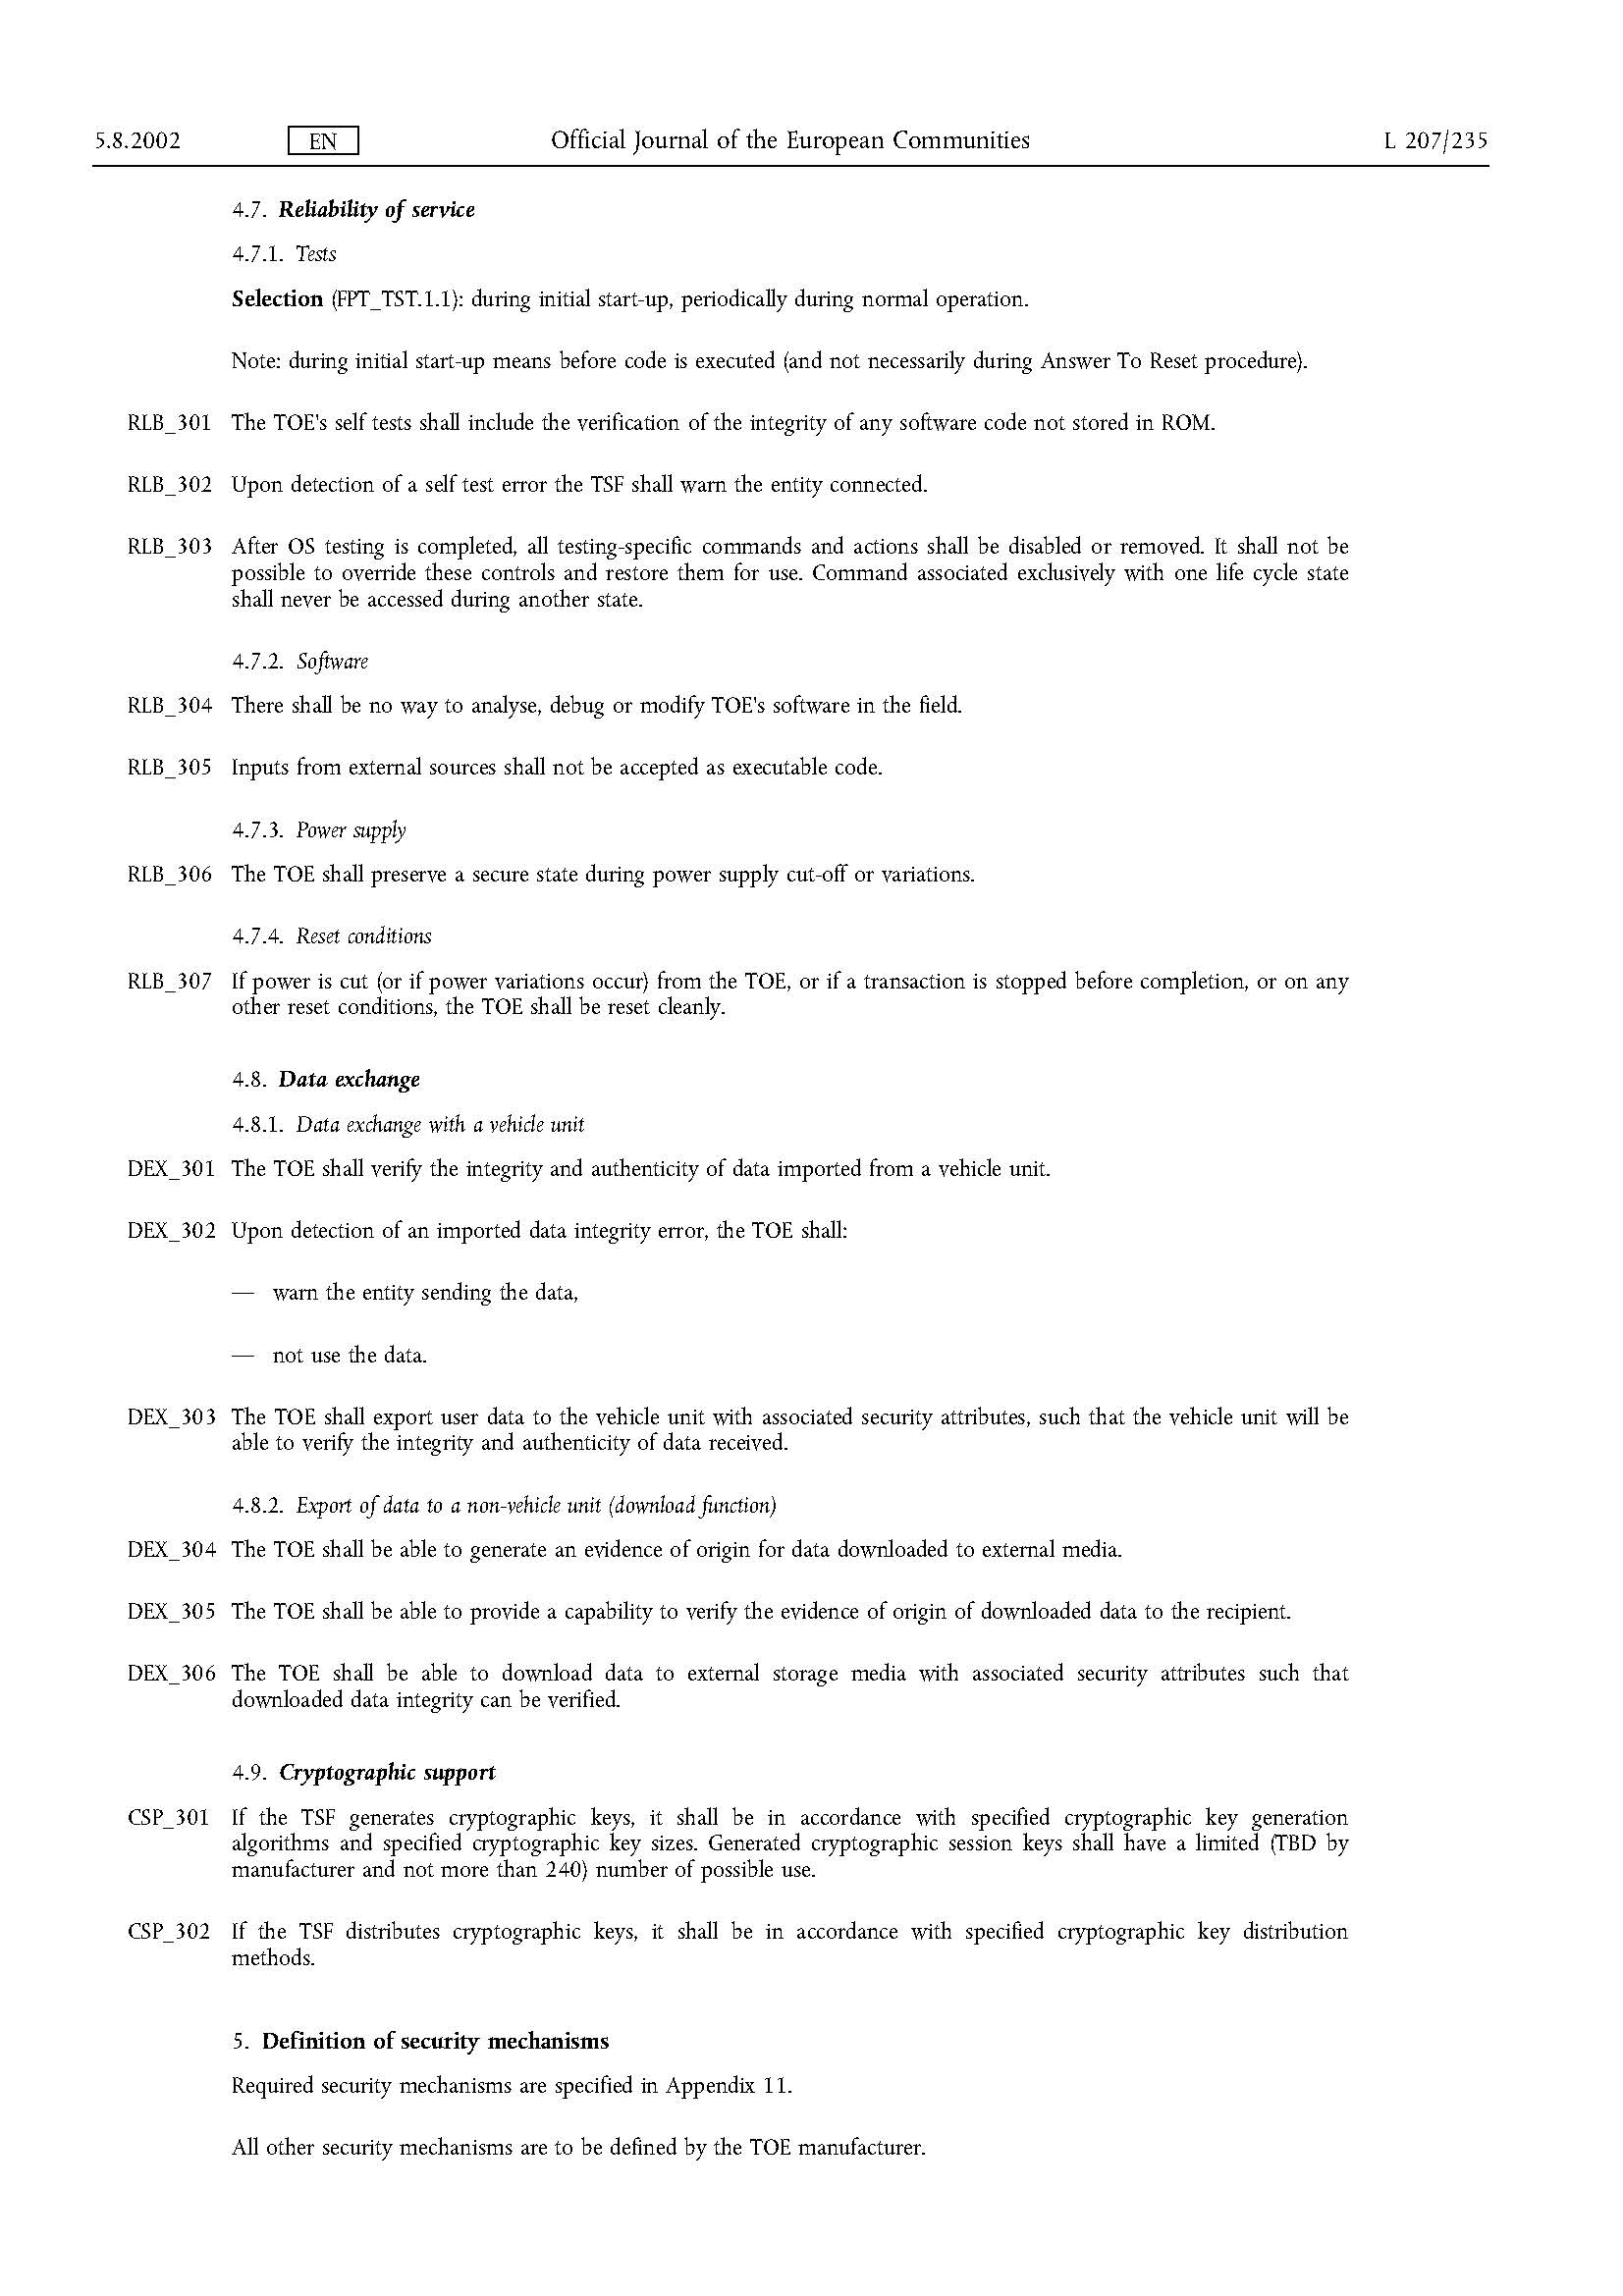 5.8.2002 EN Official Journal of the European Communities L 207/235
4.7. Reliability of service
4.7.1. Tests
Selection (FPT_TST.1.1): during initial start-up, periodically during normal operation.
Note: during initial start-up means before code is executed (and not necessarily during Answer To Reset procedure).
RLB_301 The TOE's self tests shall include the verification of the integrity of any software code not stored in ROM.
RLB_302 Upon detection of a self test error the TSF shall warn the entity connected.
RLB_303 After OS testing is completed, all testing-specific commands and actions shall be disabled or removed. It shall not be
possible to override these controls and restore them for use. Command associated exclusively with one life cycle state
shall never be accessed during another state.
4.7.2. Software
RLB_304 There shall be no way to analyse, debug or modify TOE's software in the field.
RLB_305 Inputs from external sources shall not be accepted as executable code.
4.7.3. Power supply
RLB_306 The TOE shall preserve a secure state during power supply cut-off or variations.
4.7.4. Reset conditions
RLB_307 If power is cut (or if power variations occur) from the TOE, or if a transaction is stopped before completion, or on any
other reset conditions, the TOE shall be reset cleanly.
4.8. Data exchange
4.8.1. Data exchange with a vehicle unit
DEX_301 The TOE shall verify the integrity and authenticity of data imported from a vehicle unit.
DEX_302 Upon detection of an imported data integrity error, the TOE shall:
— warn the entity sending the data,
— not use the data.
DEX_303 The TOE shall export user data to the vehicle unit with associated security attributes, such that the vehicle unit will be
able to verify the integrity and authenticity of data received.
4.8.2. Export of data to a non-vehicle unit (download function)
DEX_304 The TOE shall be able to generate an evidence of origin for data downloaded to external media.
DEX_305 The TOE shall be able to provide a capability to verify the evidence of origin of downloaded data to the recipient.
DEX_306 The TOE shall be able to download data to external storage media with associated security attributes such that
downloaded data integrity can be verified.
4.9. Cryptographic support
CSP_301 If the TSF generates cryptographic keys, it shall be in accordance with specified cryptographic key generation
algorithms and specified cryptographic key sizes. Generated cryptographic session keys shall have a limited (TBD by
manufacturer and not more than 240) number of possible use.
CSP_302 If the TSF distributes cryptographic keys, it shall be in accordance with specified cryptographic key distribution
methods.
5. Definition of security mechanisms
Required security mechanisms are specified in Appendix 11.
All other security mechanisms are to be defined by the TOE manufacturer.